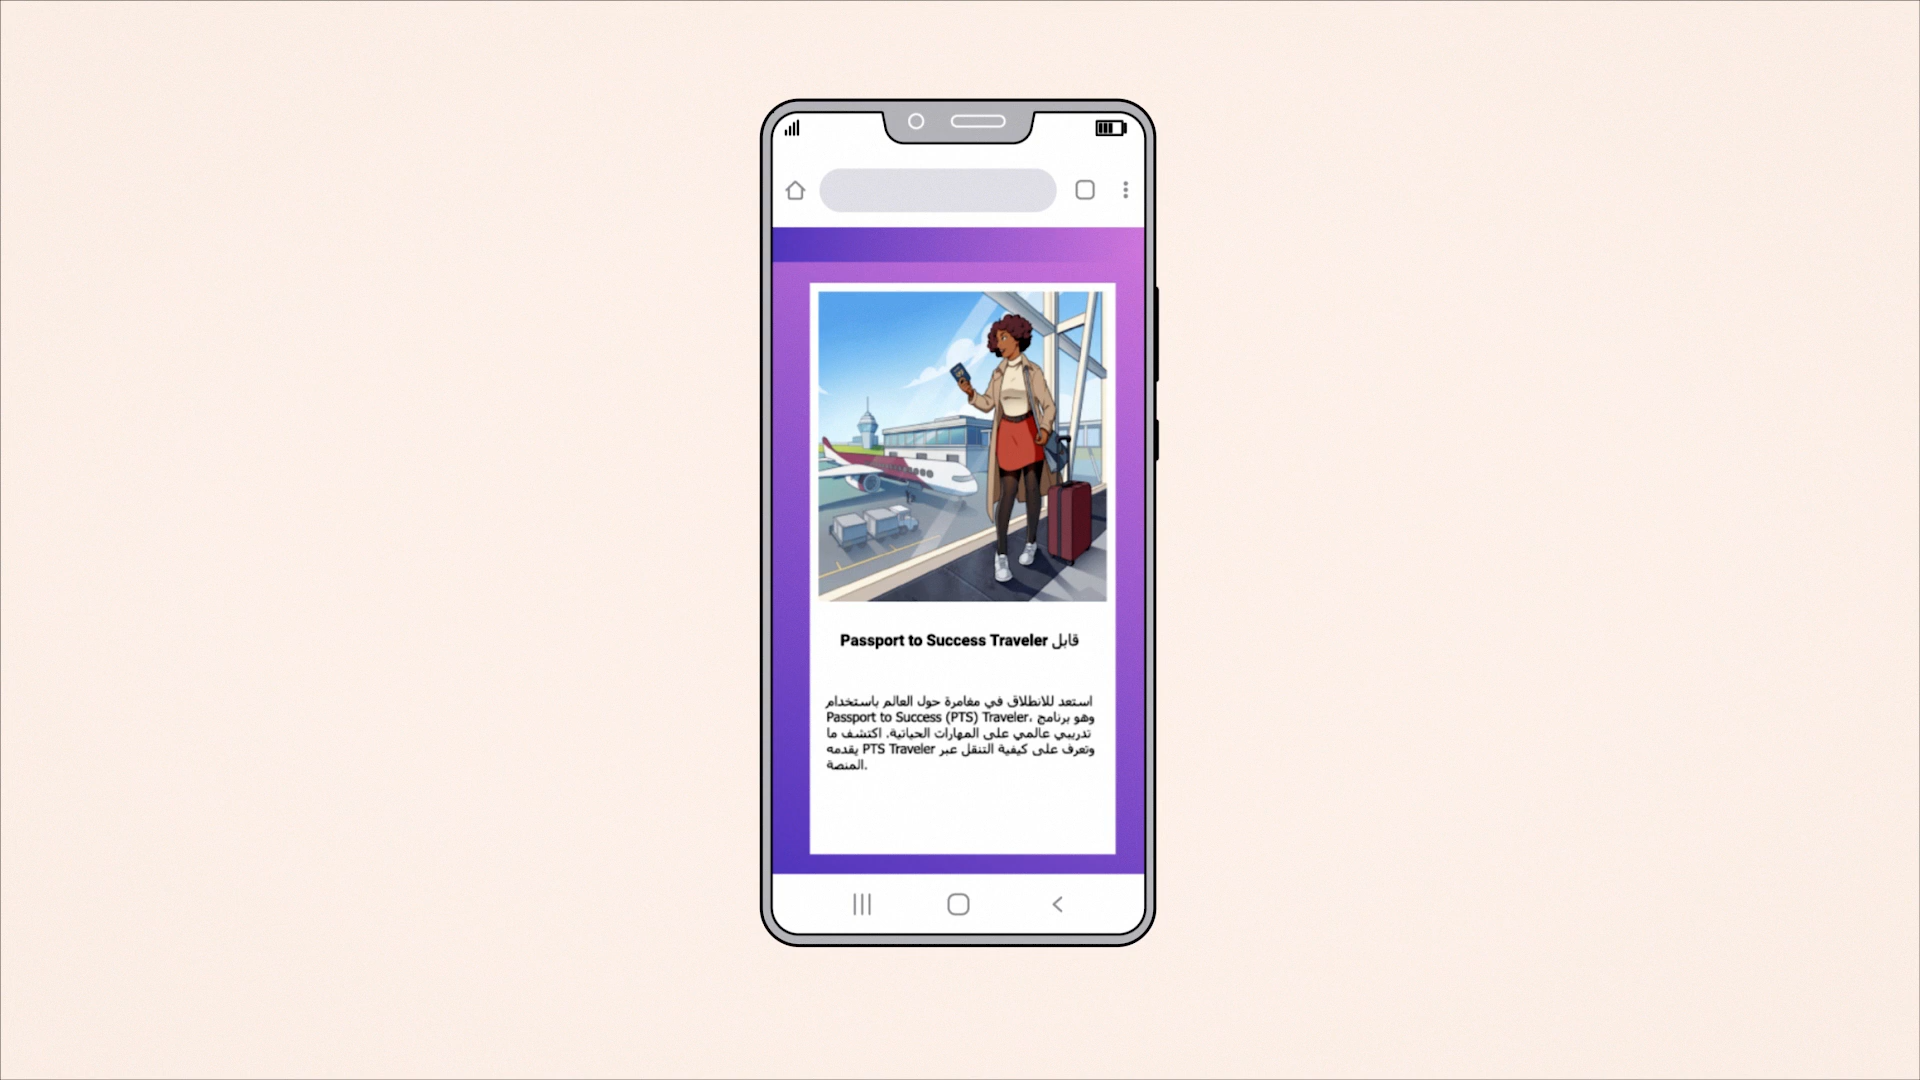 قابل Passport to Success Traveler
استعد للانطلاق في مغامرة حول العالم باستخدام
Passport to Success (PTS) Traveler، وهو برنامج
تدريبي عالمي على المهارات الحياتية. اكتشف ما
يقدمه PTS Traveler وتعرف على كيفية التنقل عبر
المنصة.